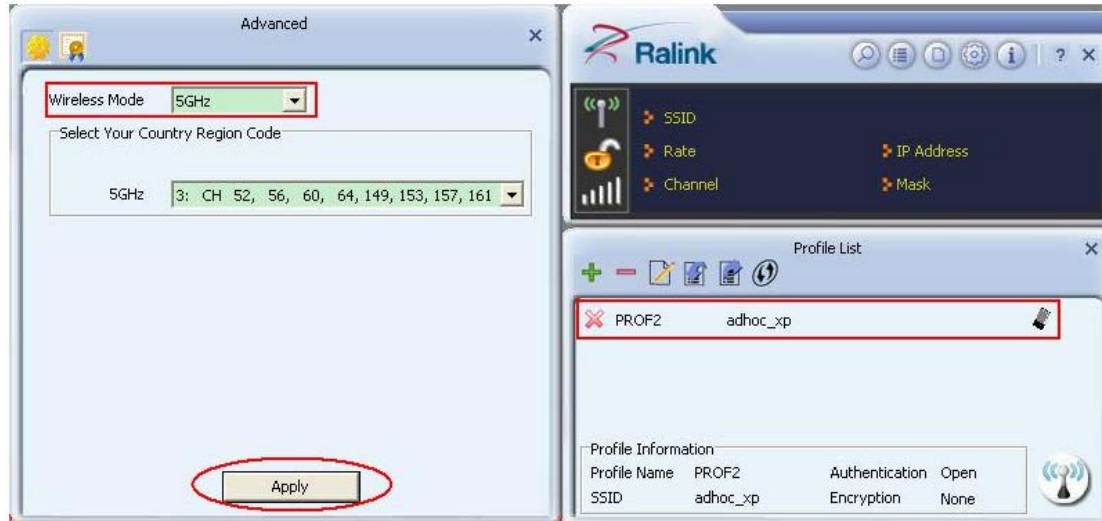 Advanced
Wireless Mode 5GHz
Select Your Country Region Code
5GHz 3: CH 52, 56, 60, 64, 149, 153, 157, 161
Apply
Ralink
SSID
Rate IP Address
Channel Mask
Profile List
PROF2 adhoc_xp
Profile Information
Profile Name PROF2 Authentication Open
SSID adhoc_xp Encryption None